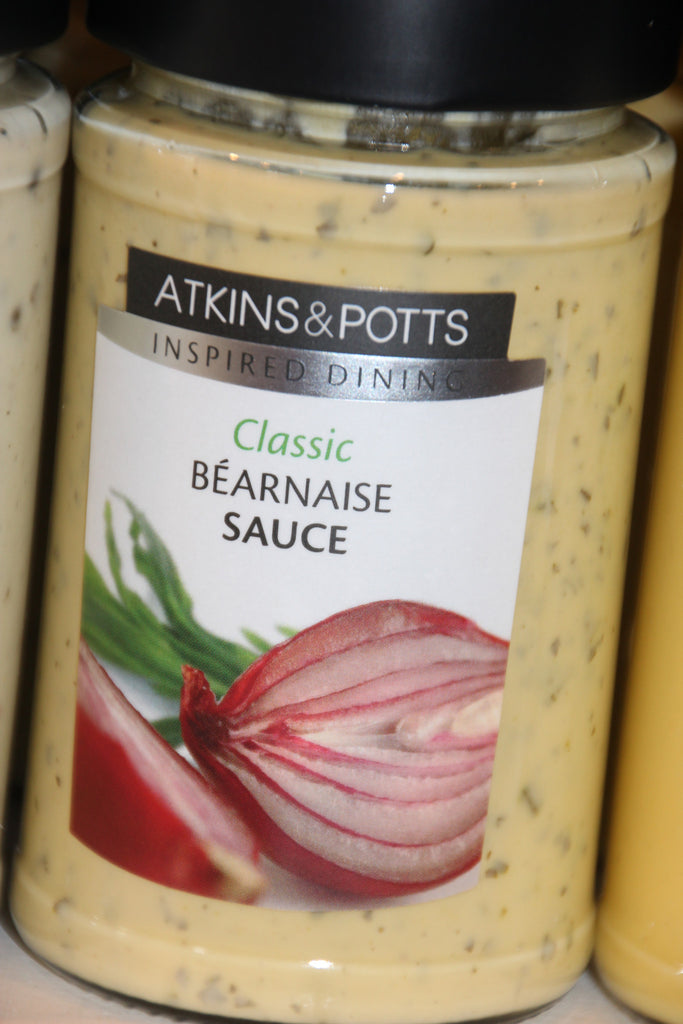 ATKINS&POTTS
INSPIRED DINING
Classic
BÉARNAISE
SAUCE